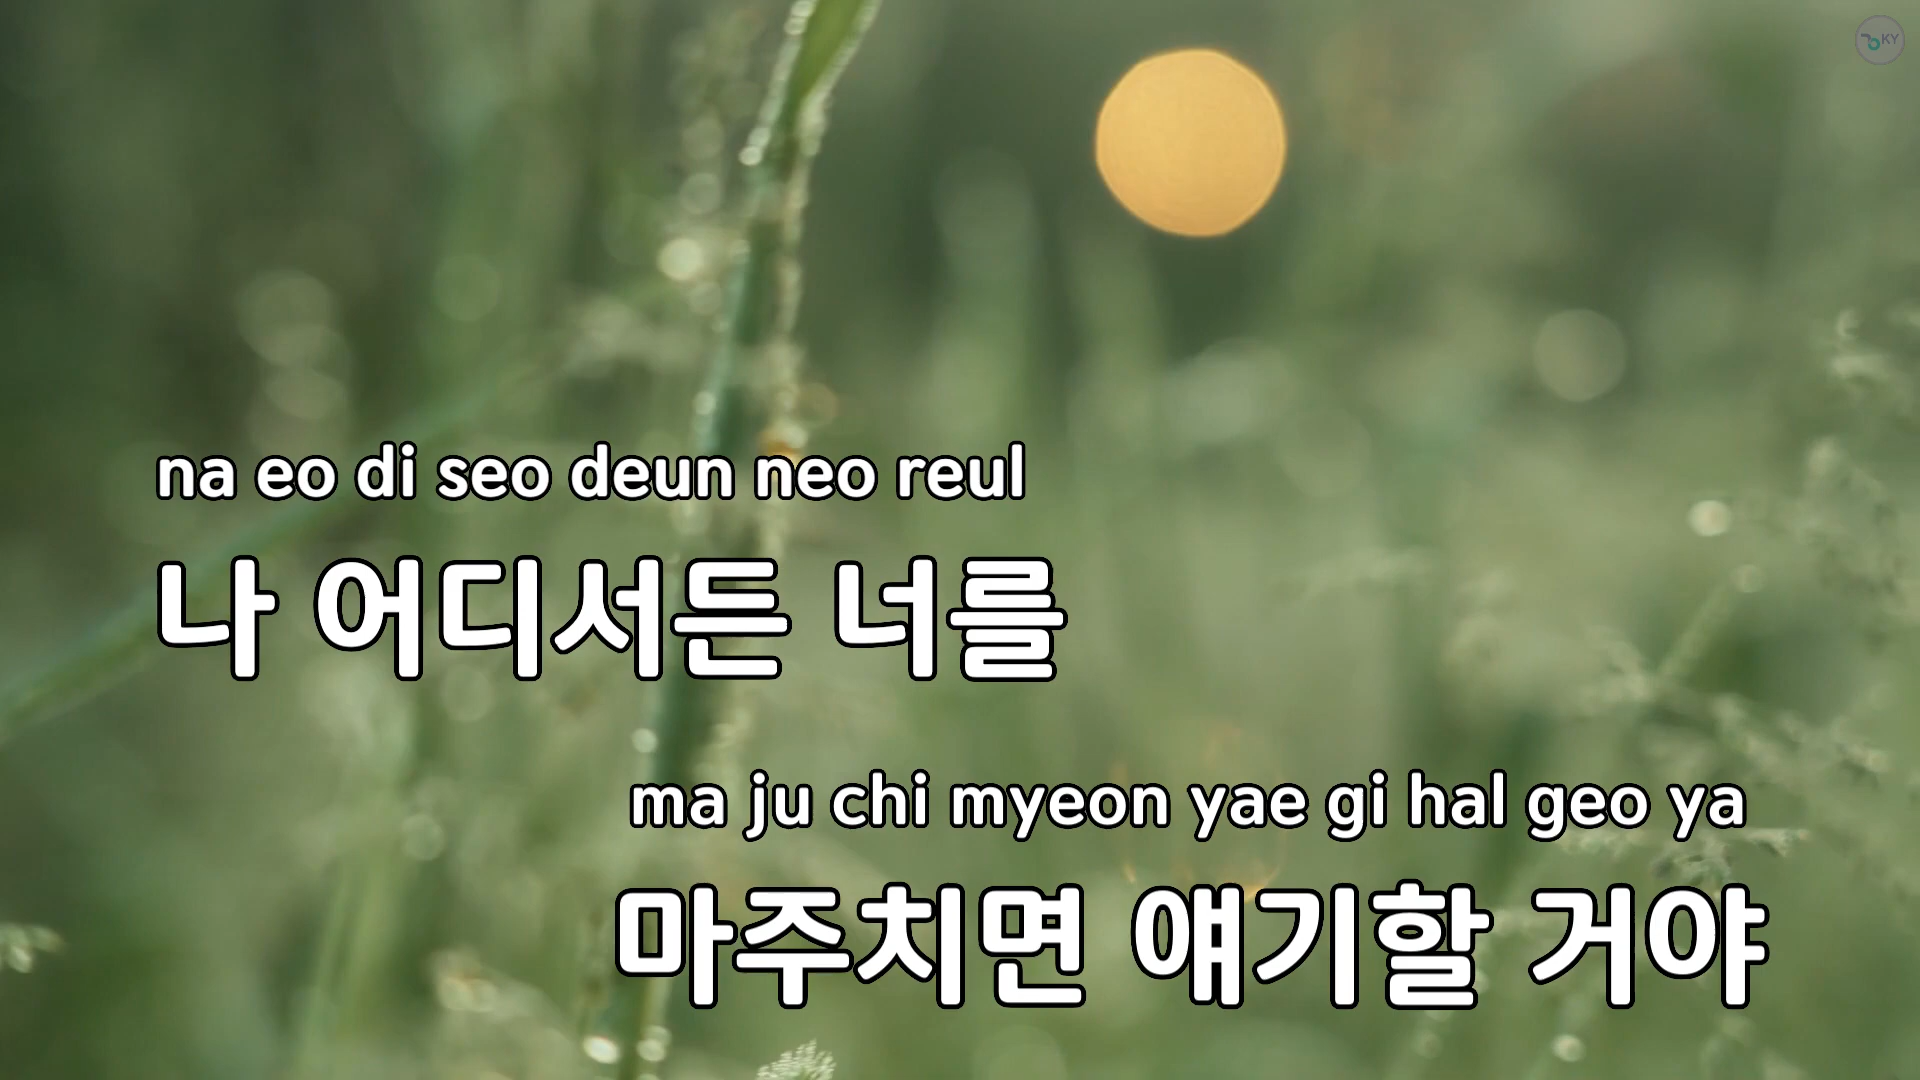 KY
na eo di seo deun neo reul
나 어디서든 너를
ma ju chi myeon yae gi hal geo ya
마주치면 얘기할 거야